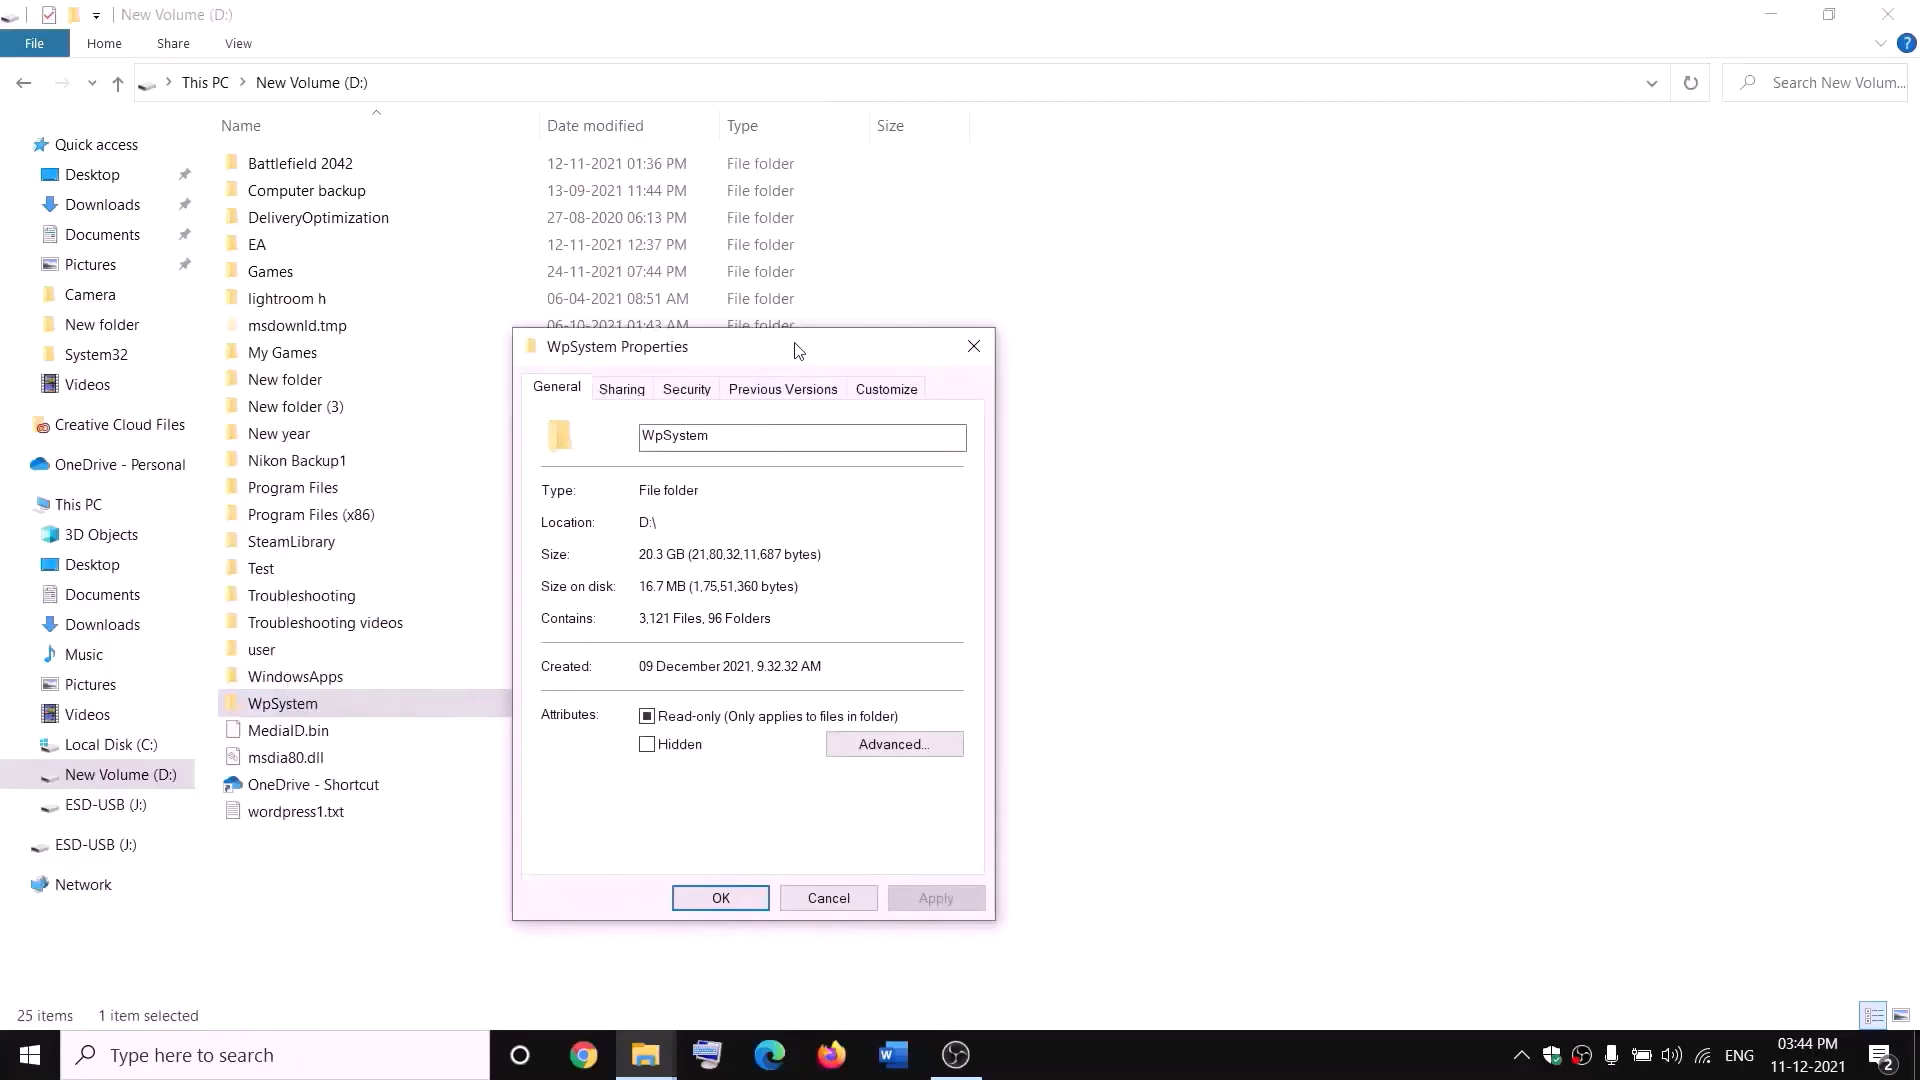 New Volume (D:)
File Home Share View
This PC New Volume (D:) Search New Volum...
Name Date modified Type Size
Quick access
Desktop
Downloads
Documents
Pictures
Camera
New folder
System32
Videos
Creative Cloud Files
OneDrive - Personal
This PC
3D Objects
Desktop
Documents
Downloads
Music
Pictures
Videos
Local Disk (C:)
New Volume (D:)
ESD-USB (J:)
ESD-USB (J:)
Network
Battlefield 2042 12-11-2021 01:36 PM File folder
Computer backup 13-09-2021 11:44 PM File folder
DeliveryOptimization 27-08-2020 06:13 PM File folder
EA 12-11-2021 12:37 PM File folder
Games 24-11-2021 07:44 PM File folder
lightroom h 06-04-2021 08:51 AM File folder
msdownld.tmp 06-10-2021 01:43 AM File folder
My Games
New folder
New folder (3)
New year
Nikon Backup1
Program Files
Program Files (x86)
SteamLibrary
Test
Troubleshooting
Troubleshooting videos
user
WindowsApps
WpSystem
MediaID.bin
msdia80.dll
OneDrive - Shortcut
wordpress1.txt
WpSystem Properties
General Sharing Security Previous Versions Customize
WpSystem
Type: File folder
Location: D:\
Size: 20.3 GB (21,80,32,11,687 bytes)
Size on disk: 16.7 MB (1,75,51,360 bytes)
Contains: 3,121 Files, 96 Folders
Created: 09 December 2021, 9.32.32 AM
Attributes: Read-only (Only applies to files in folder)
Hidden Advanced...
OK Cancel Apply
25 items 1 item selected
Type here to search
ENG
03:44 PM
11-12-2021
2